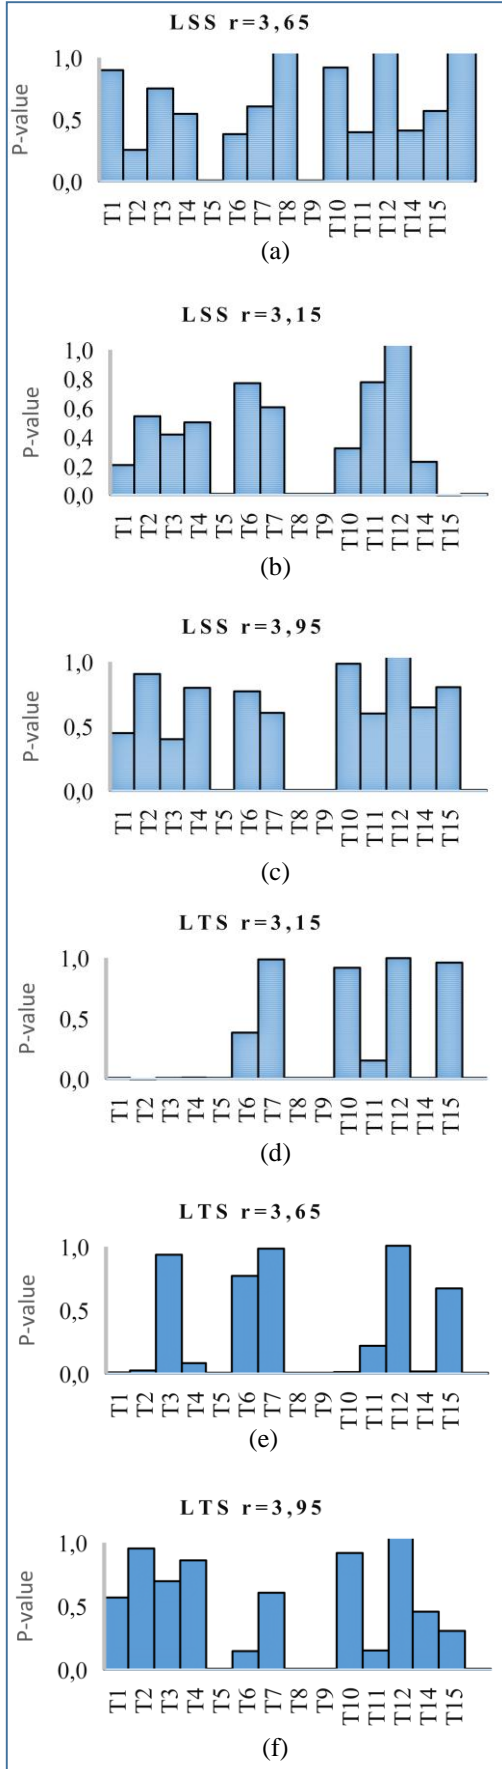 LSS r=3,65
P-value
1,0
0,5
0,0
T1 T2 T3 T4 T5 T6 T7 T8 T9 T10 T11 T12 T14 T15
(a)
LSS r=3,15
P-value
1,0
0,8
0,6
0,4
0,2
0,0
T1 T2 T3 T4 T5 T6 T7 T8 T9 T10 T11 T12 T14 T15
(b)
LSS r=3,95
P-value
1,0
0,5
0,0
T1 T2 T3 T4 T5 T6 T7 T8 T9 T10 T11 T12 T14 T15
(c)
LTS r=3,15
P-value
1,0
0,5
0,0
T1 T2 T3 T4 T5 T6 T7 T8 T9 T10 T11 T12 T14 T15
(d)
LTS r=3,65
P-value
1,0
0,5
0,0
T1 T2 T3 T4 T5 T6 T7 T8 T9 T10 T11 T12 T14 T15
(e)
LTS r=3,95
P-value
1,0
0,5
0,0
T1 T2 T3 T4 T5 T6 T7 T8 T9 T10 T11 T12 T14 T15
(f)